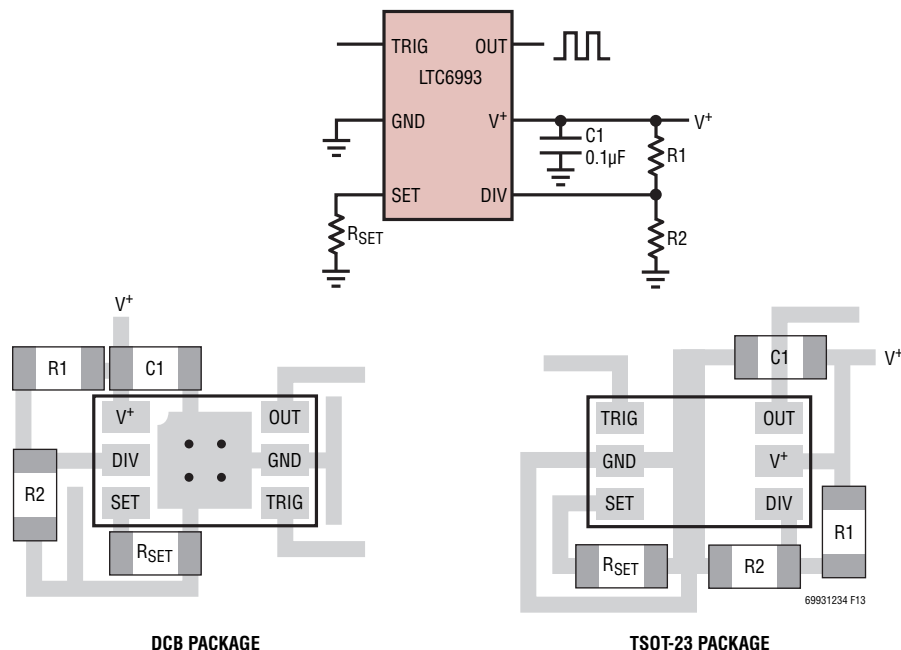 TRIG OUT
LTC6993
GND V+ V+
C1
0.1µF
R1
SET DIV
RSET
R2
V+
R1 C1
V+ OUT
DIV GND
R2
SET TRIG
RSET
DCB PACKAGE
C1 V+
TRIG OUT
GND V+
SET DIV
R1
RSET R2
69931234 F13
TSOT-23 PACKAGE